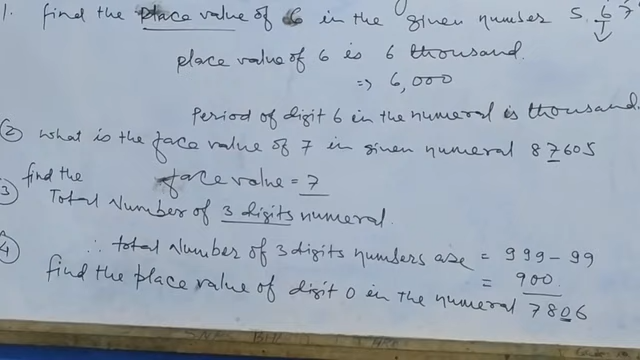 1. find the place value of 6 in the given number 5 6 7
place value of 6 is 6 thousand.
=> 6,000
Period of digit 6 in the numeral is thousand.
② what is the face value of 7 in given numeral 87605
face value = 7
③ find the Total Number of 3 digits numeral.
∴ total Number of 3 digits numbers are = 999 - 99
= 900
④ find the place value of digit 0 in the numeral 7806